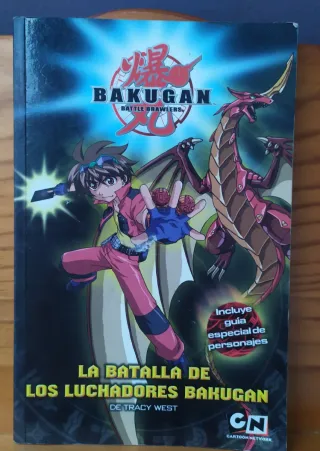 爆
BAKUGAN
BATTLE BRAWLERS
丸
Incluye
guía
especial de
personajes
LA BATALLA DE
LOS LUCHADORES BAKUGAN
DE TRACY WEST
CN
CARTOON NETWORK